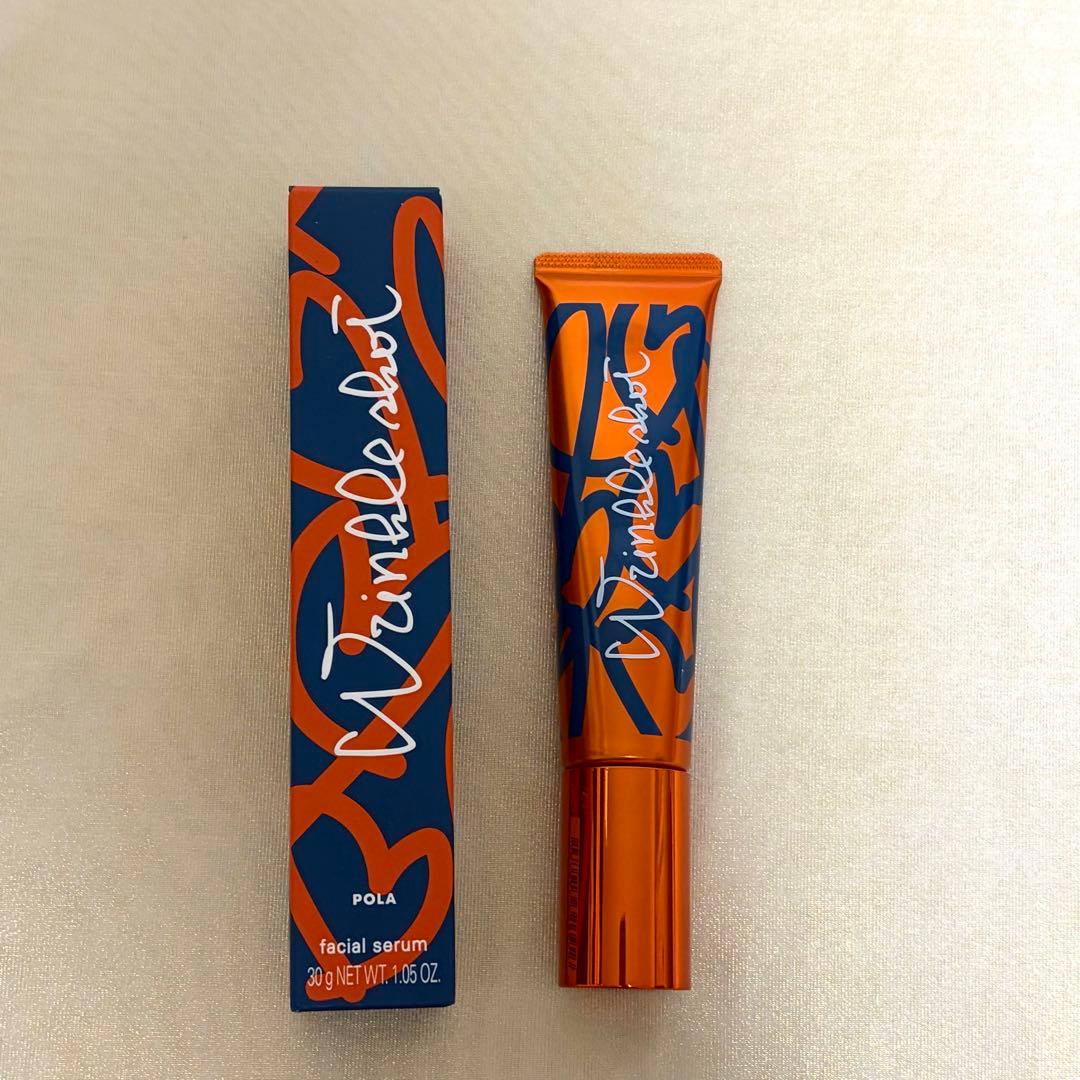 Wrinkle shot
POLA
facial serum
30 g NET WT. 1.05 OZ.
Wrinkle shot